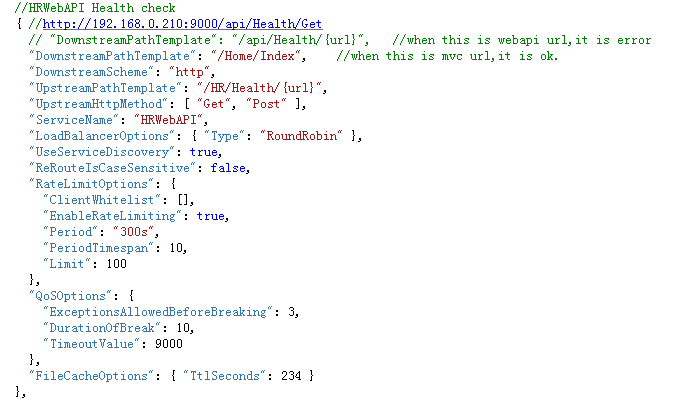 //HRWebAPI Health check
{ //http://192.168.0.210:9000/api/Health/Get
// "DownstreamPathTemplate": "/api/Health/{url}", //when this is webapi url,it is error
"DownstreamPathTemplate": "/Home/Index", //when this is mvc url,it is ok.
"DownstreamScheme": "http",
"UpstreamPathTemplate": "/HR/Health/{url}",
"UpstreamHttpMethod": [ "Get", "Post" ],
"ServiceName": "HRWebAPI",
"LoadBalancerOptions": { "Type": "RoundRobin" },
"UseServiceDiscovery": true,
"ReRouteIsCaseSensitive": false,
"RateLimitOptions": {
"ClientWhitelist": [],
"EnableRateLimiting": true,
"Period": "300s",
"PeriodTimespan": 10,
"Limit": 100
},
"QoSOptions": {
"ExceptionsAllowedBeforeBreaking": 3,
"DurationOfBreak": 10,
"TimeoutValue": 9000
},
"FileCacheOptions": { "TtlSeconds": 234 }
},